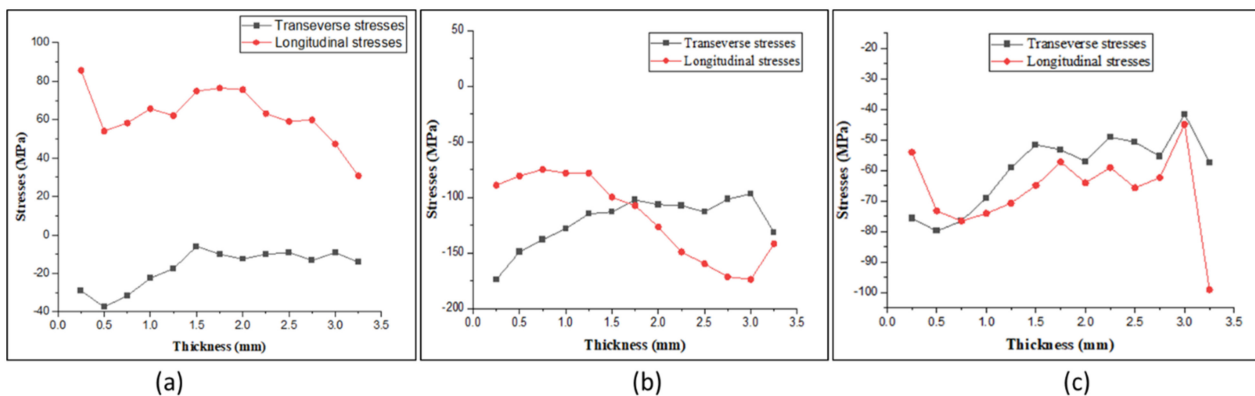 Transeverse stresses
Longitudinal stresses
100
80
60
40
20
0
-20
-40
Stresses (MPa)
0.0 0.5 1.0 1.5 2.0 2.5 3.0 3.5
Thickness (mm)
(a)
Transeverse stresses
Longitudinal stresses
50
0
-50
-100
-150
-200
Stresses (MPa)
0.0 0.5 1.0 1.5 2.0 2.5 3.0 3.5
Thickness (mm)
(b)
Transeverse stresses
Longitudinal stresses
-20
-30
-40
-50
-60
-70
-80
-90
-100
Stresses (MPa)
0.0 0.5 1.0 1.5 2.0 2.5 3.0 3.5
Thickness (mm)
(c)